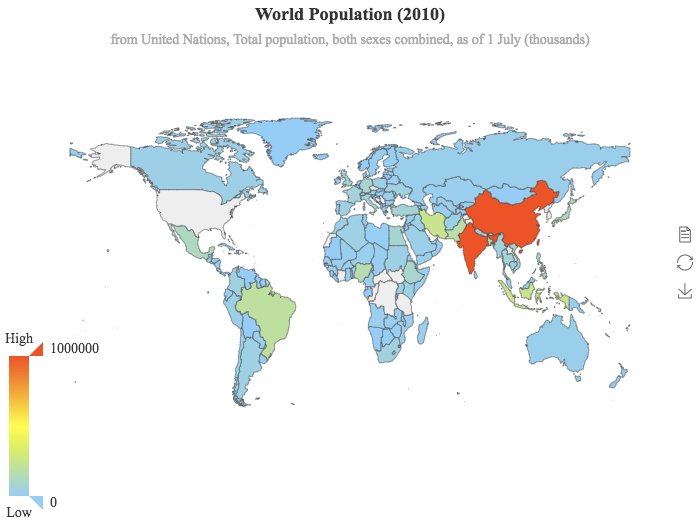 World Population (2010)
from United Nations, Total population, both sexes combined, as of 1 July (thousands)
High
1000000
0
Low